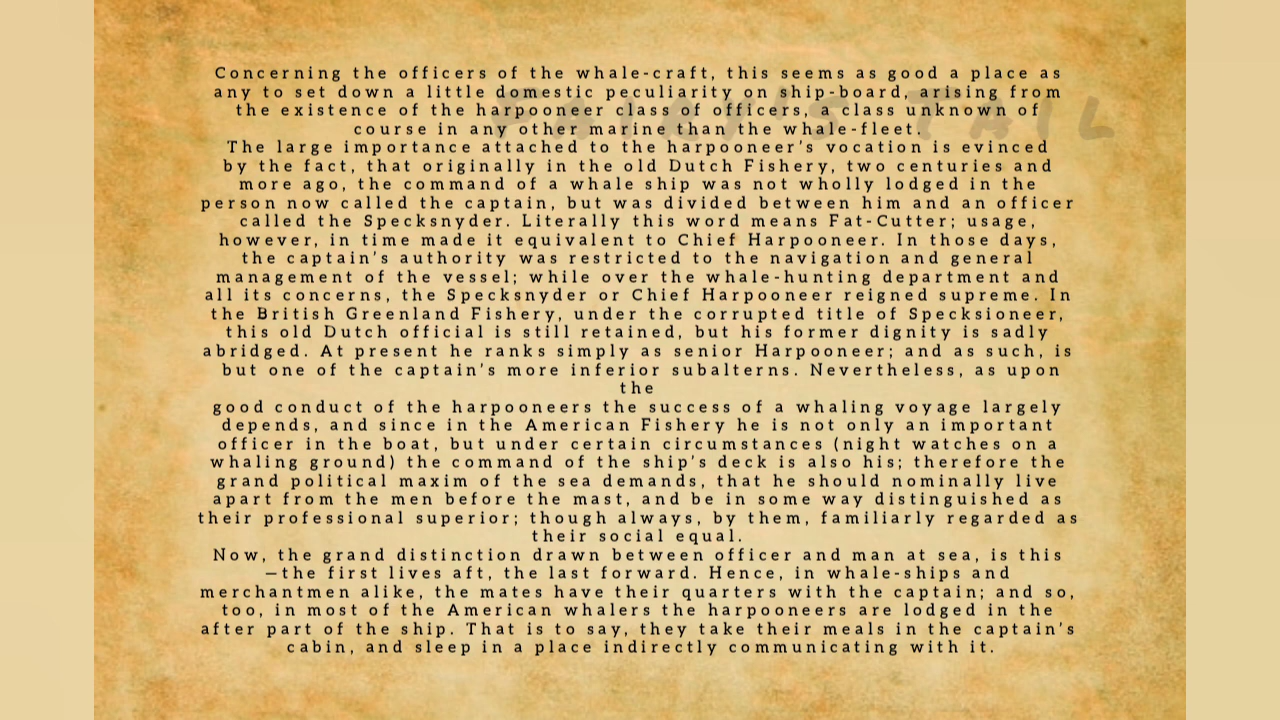 Concerning the officers of the whale-craft, this seems as good a place as
any to set down a little domestic peculiarity on ship-board, arising from
the existence of the harpooneer class of officers, a class unknown of
course in any other marine than the whale-fleet.
The large importance attached to the harpooneer's vocation is evinced
by the fact, that originally in the old Dutch Fishery, two centuries and
more ago, the command of a whale ship was not wholly lodged in the
person now called the captain, but was divided between him and an officer
called the Specksnyder. Literally this word means Fat-Cutter; usage,
however, in time made it equivalent to Chief Harpooneer. In those days,
the captain's authority was restricted to the navigation and general
management of the vessel; while over the whale-hunting department and
all its concerns, the Specksnyder or Chief Harpooneer reigned supreme. In
the British Greenland Fishery, under the corrupted title of Specksioneer,
this old Dutch official is still retained, but his former dignity is sadly
abridged. At present he ranks simply as senior Harpooneer; and as such, is
but one of the captain's more inferior subalterns. Nevertheless, as upon
the
good conduct of the harpooneers the success of a whaling voyage largely
depends, and since in the American Fishery he is not only an important
officer in the boat, but under certain circumstances (night watches on a
whaling ground) the command of the ship's deck is also his; therefore the
grand political maxim of the sea demands, that he should nominally live
apart from the men before the mast, and be in some way distinguished as
their professional superior; though always, by them, familiarly regarded as
their social equal.
Now, the grand distinction drawn between officer and man at sea, is this
—the first lives aft, the last forward. Hence, in whale-ships and
merchantmen alike, the mates have their quarters with the captain; and so,
too, in most of the American whalers the harpooneers are lodged in the
after part of the ship. That is to say, they take their meals in the captain's
cabin, and sleep in a place indirectly communicating with it.